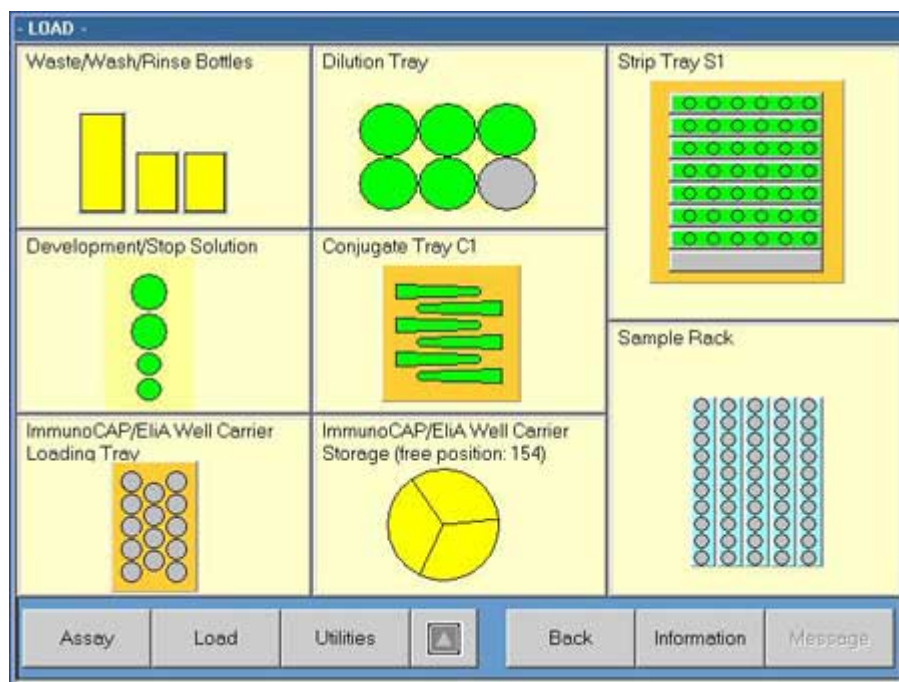 - LOAD -
Waste/Wash/Rinse Bottles
Dilution Tray
Strip Tray S1
Development/Stop Solution
Conjugate Tray C1
Sample Rack
ImmunoCAP/EliA Well Carrier
Loading Tray
ImmunoCAP/EliA Well Carrier
Storage (free position: 154)
Assay
Load
Utilities
Back
Information
Message